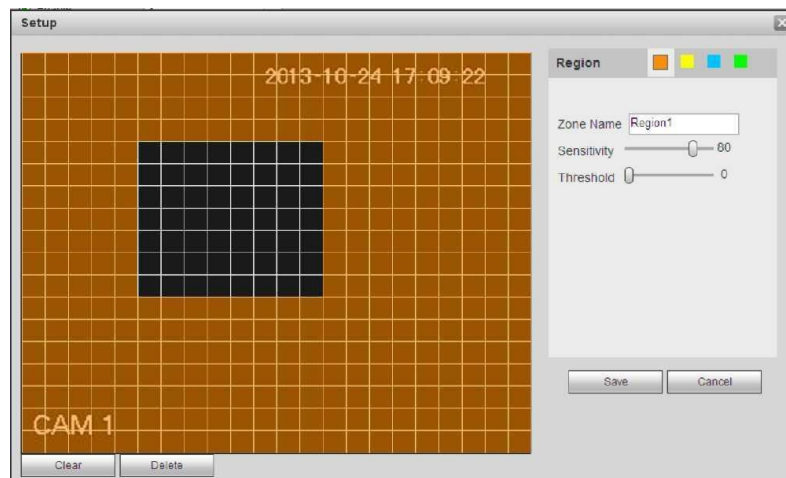 Setup
2013-10-24 17:09:22
Region
Zone Name Region1
Sensitivity 80
Threshold 0
Save Cancel
CAM 1
Clear Delete